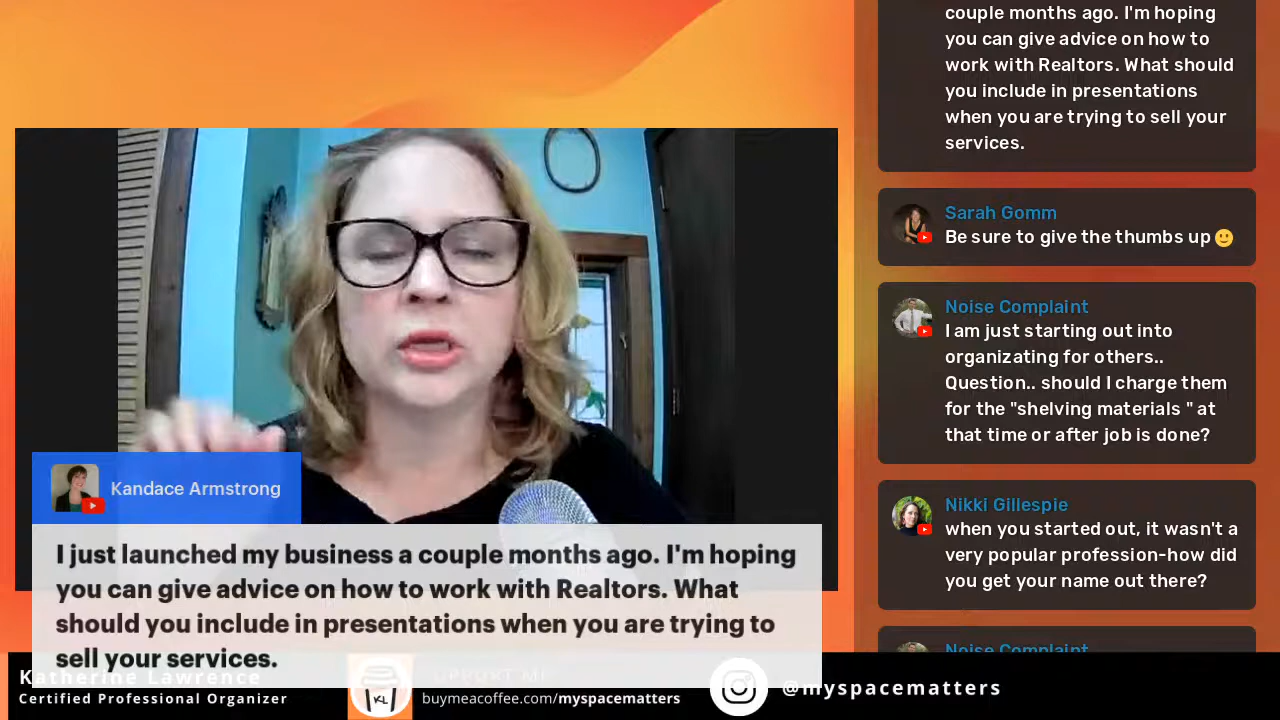 Kandace Armstrong
I just launched my business a couple months ago. I'm hoping
you can give advice on how to work with Realtors. What
should you include in presentations when you are trying to
sell your services.
Katherine Lawrence
Certified Professional Organizer
KL
SUPPORT ME
buymeacoffee.com/myspacematters
@myspacematters
couple months ago. I'm hoping
you can give advice on how to
work with Realtors. What should
you include in presentations
when you are trying to sell your
services.
Sarah Gomm
Be sure to give the thumbs up 🙂
Noise Complaint
I am just starting out into
organizating for others..
Question.. should I charge them
for the "shelving materials " at
that time or after job is done?
Nikki Gillespie
when you started out, it wasn't a
very popular profession-how did
you get your name out there?
Noise Complaint